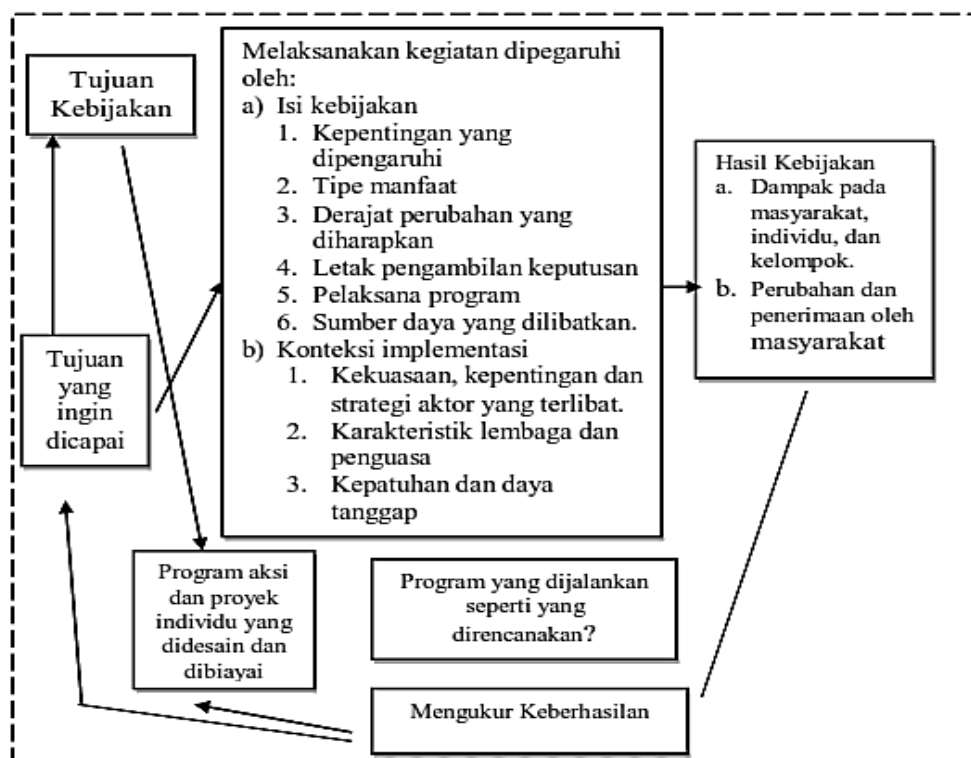 Tujuan
Kebijakan
Melaksanakan kegiatan dipegaruhi
oleh:
a) Isi kebijakan
1. Kepentingan yang
dipengaruhi
2. Tipe manfaat
3. Derajat perubahan yang
diharapkan
4. Letak pengambilan keputusan
5. Pelaksana program
6. Sumber daya yang dilibatkan.
b) Konteksi implementasi
1. Kekuasaan, kepentingan dan
strategi aktor yang terlibat.
2. Karakteristik lembaga dan
penguasa
3. Kepatuhan dan daya
tanggap
Hasil Kebijakan
a. Dampak pada
masyarakat,
individu, dan
kelompok.
b. Perubahan dan
penerimaan oleh
masyarakat
Tujuan
yang
ingin
dicapai
Program aksi
dan proyek
individu yang
didesain dan
dibiayai
Program yang dijalankan
seperti yang
direncanakan?
Mengukur Keberhasilan